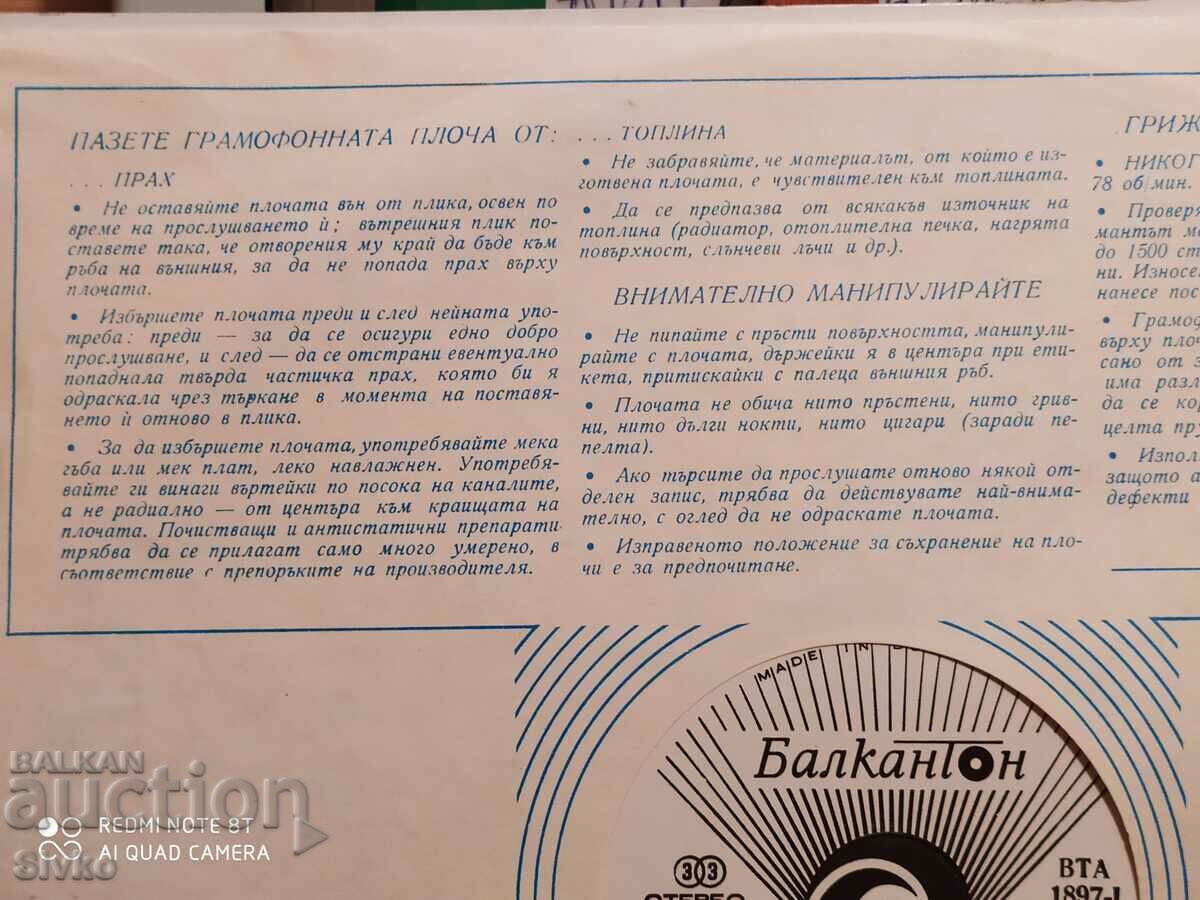 ПАЗЕТЕ ГРАМОФОННАТА ПЛОЧА ОТ:
... ПРАХ
• Не оставяйте плочата вън от плика, освен по
време на прослушването ѝ; вътрешния плик по-
ставете така, че отворения му край да бъде към
ръба на външния, за да не попада прах върху
плочата.
• Избършете плочата преди и след нейната упо-
треба: преди — за да се осигури едно добро
прослушване, и след — да се отстрани евентуално
попаднала твърда частичка прах, която би я
одраскала чрез търкане в момента на поставя-
нето ѝ отново в плика.
• За да избършете плочата, употребявайте мека
гъба или мек плат, леко навлажнен. Употребя-
вайте ги винаги въртейки по посока на каналите,
а не радиално — от центъра към краищата на
плочата. Почистващи и антистатични препарати
трябва да се прилагат само много умерено, в
съответствие с препоръките на производителя.
... ТОПЛИНА
• Не забравяйте, че материалът, от който е из-
готвена плочата, е чувствителен към топлината.
• Да се предпазва от всякакъв източник на
топлина (радиатор, отоплителна печка, нагрята
повърхност, слънчеви лъчи и др.).
ВНИМАТЕЛНО МАНИПУЛИРАЙТЕ
• Не пипайте с пръсти повърхността, манипули-
райте с плочата, държейки я в центъра при ети-
кета, притискайки с палеца външния ръб.
• Плочата не обича нито пръстени, нито грив-
ни, нито дълги нокти, нито цигари (заради пе-
пелта).
• Ако търсите да прослушате отново някой от-
делен запис, трябва да действувате най-внима-
телно, с оглед да не одраскате плочата.
• Изправеното положение за съхранение на пло-
чи е за предпочитане.
ГРИЖ
• НИКОГ
78 об/мин.
• Проверя
мантът м
до 1500 ст
ни. Износе
нанесе пос
• Грамоф
върху пло
сано от з
има разл
да се ко
целта пр
• Изпол
защото а
дефекти
MADE IN
Балкантон
33
СТЕРЕО
ВТА
1897-I
BALKAN
auction
REDMI NOTE 8T
AI QUAD CAMERA
Sivko